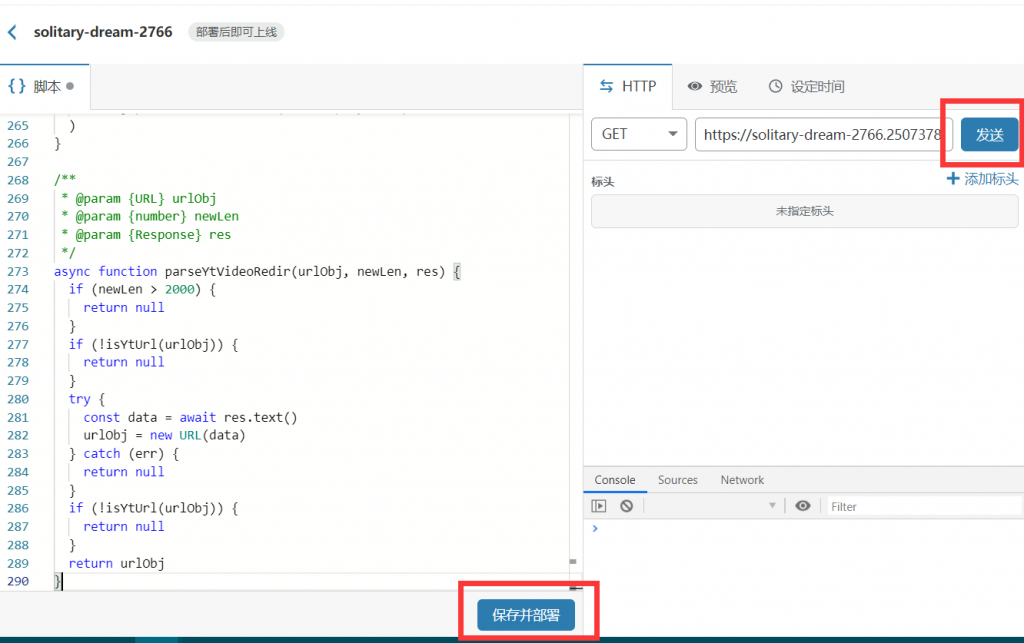 solitary-dream-2766 部署后即可上线
{} 脚本
HTTP 预览 设定时间
GET https://solitary-dream-2766.2507378 发送
标头 添加标头
未指定标头
265 )
266 }
267
268 /**
269 * @param {URL} urlObj
270 * @param {number} newLen
271 * @param {Response} res
272 */
273 async function parseYtVideoRedir(urlObj, newLen, res) {
274 if (newLen > 2000) {
275 return null
276 }
277 if (!isYtUrl(urlObj)) {
278 return null
279 }
280 try {
281 const data = await res.text()
282 urlObj = new URL(data)
283 } catch (err) {
284 return null
285 }
286 if (!isYtUrl(urlObj)) {
287 return null
288 }
289 return urlObj
290 }
Console Sources Network
Filter
保存并部署